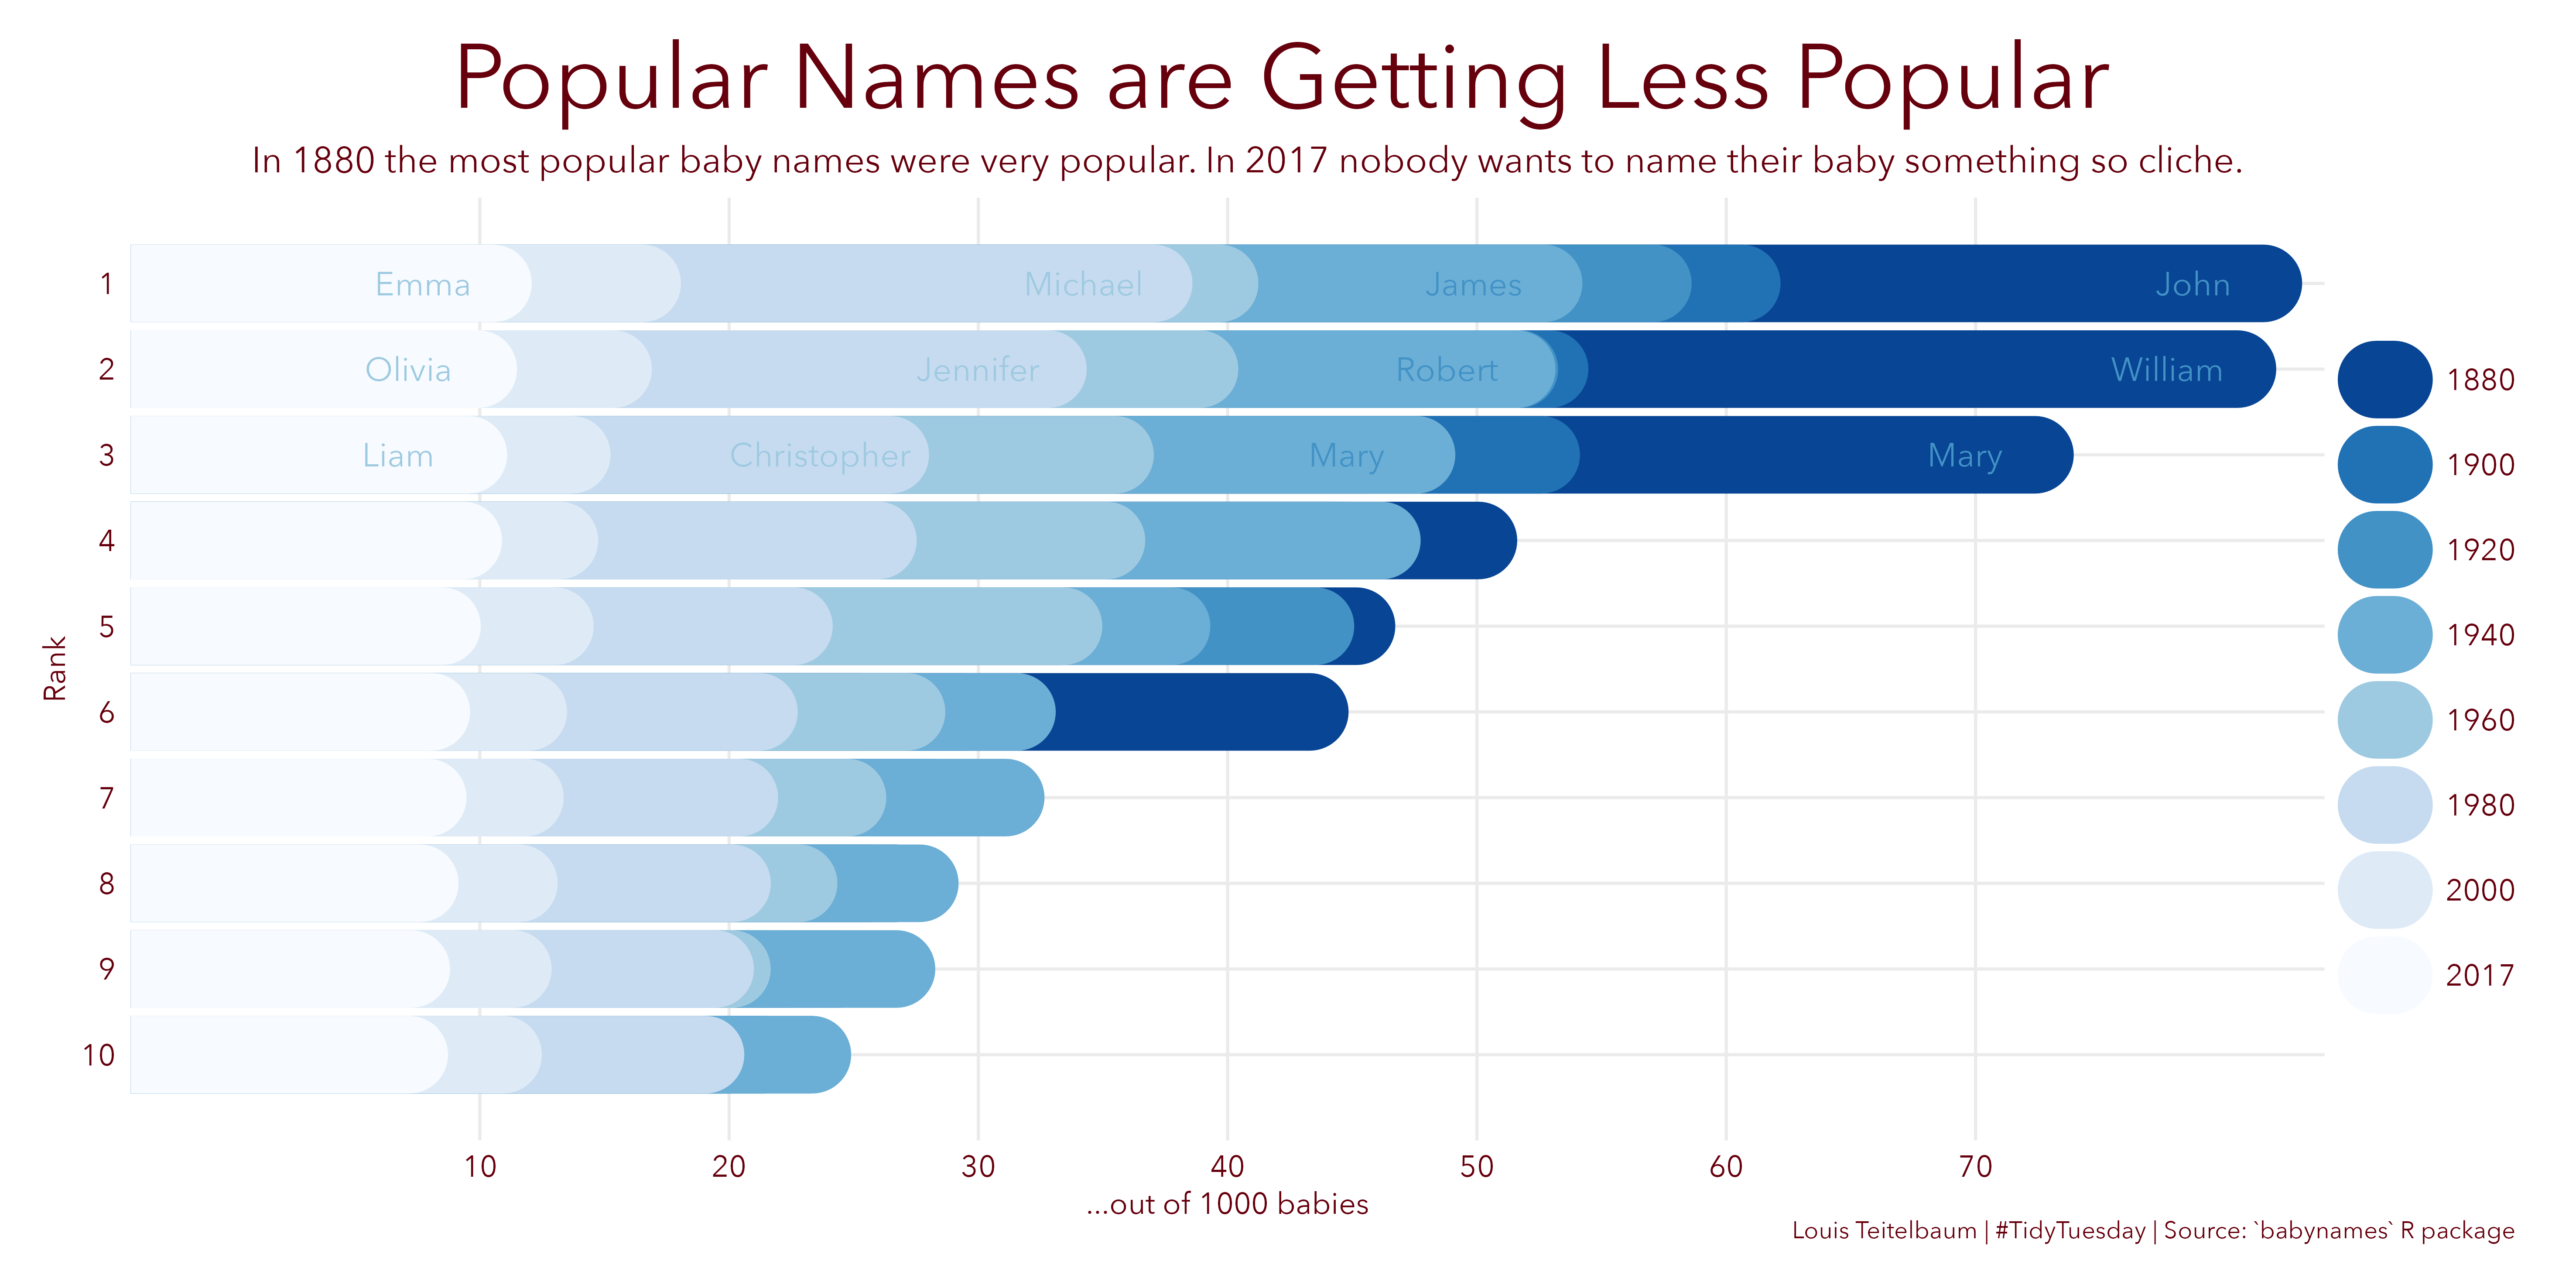 Popular Names are Getting Less Popular
In 1880 the most popular baby names were very popular. In 2017 nobody wants to name their baby something so cliche.
1 Emma Michael James John
2 Olivia Jennifer Robert William
3 Liam Christopher Mary Mary
4
5
6
7
8
9
10
Rank
1880
1900
1920
1940
1960
1980
2000
2017
10 20 30 40 50 60 70
...out of 1000 babies
Louis Teitelbaum | #TidyTuesday | Source: `babynames` R package